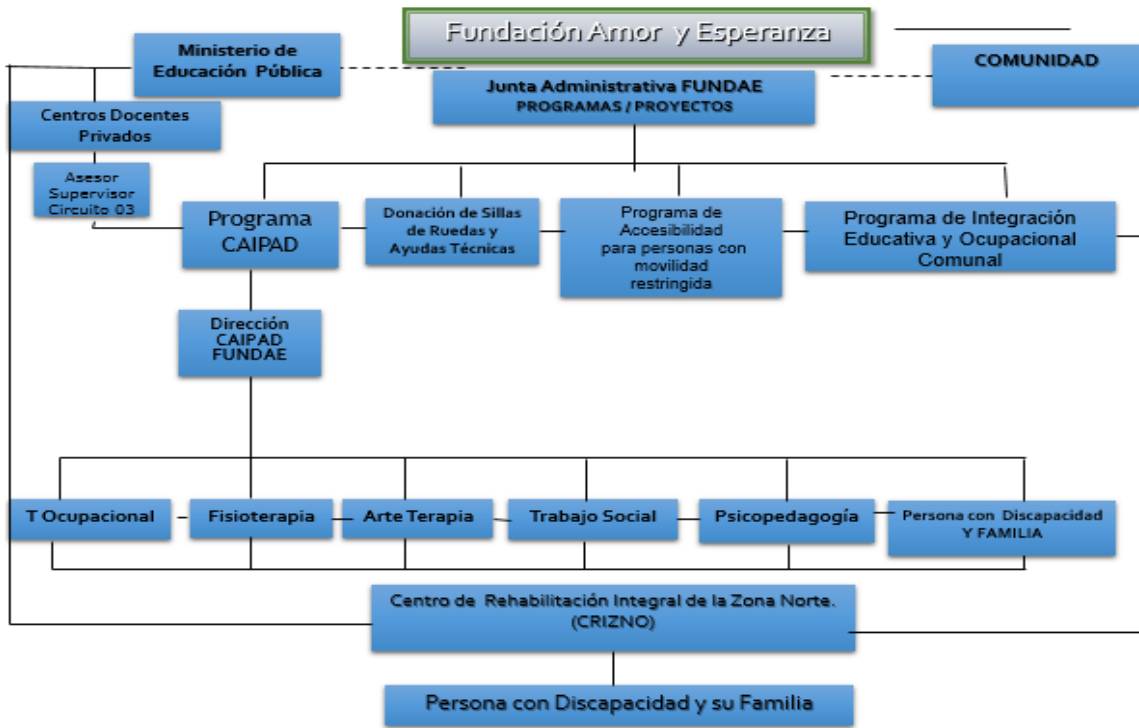 Fundación Amor y Esperanza
Ministerio de
Educación Pública
COMUNIDAD
Junta Administrativa FUNDAE
PROGRAMAS / PROYECTOS
Centros Docentes
Privados
Asesor
Supervisor
Circuito 03
Programa
CAIPAD
Donación de Sillas
de Ruedas y
Ayudas Técnicas
Programa de
Accesibilidad
para personas con
movilidad
restringida
Programa de Integración
Educativa y Ocupacional
Comunal
Dirección
CAIPAD
FUNDAE
T Ocupacional
Fisioterapia
Arte Terapia
Trabajo Social
Psicopedagogía
Persona con Discapacidad
Y FAMILIA
Centro de Rehabilitación Integral de la Zona Norte.
(CRIZNO)
Persona con Discapacidad y su Familia